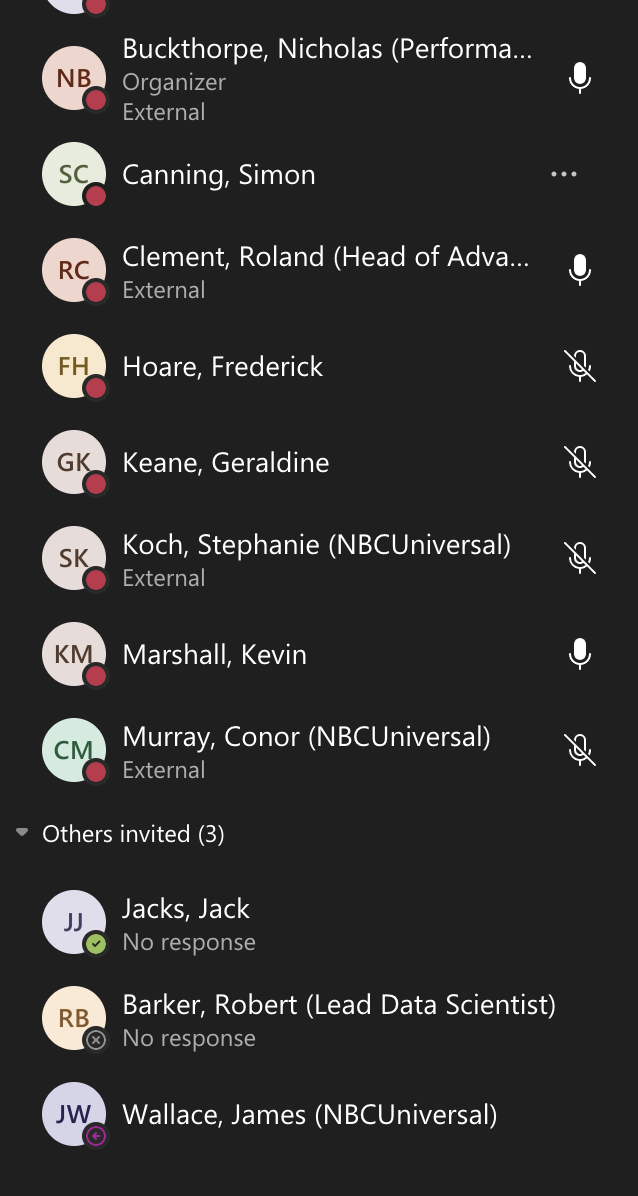 NB
Buckthorpe, Nicholas (Performa...
Organizer
External
SC
Canning, Simon
RC
Clement, Roland (Head of Adva...
External
FH
Hoare, Frederick
GK
Keane, Geraldine
SK
Koch, Stephanie (NBCUniversal)
External
KM
Marshall, Kevin
CM
Murray, Conor (NBCUniversal)
External
Others invited (3)
JJ
Jacks, Jack
No response
RB
Barker, Robert (Lead Data Scientist)
No response
JW
Wallace, James (NBCUniversal)